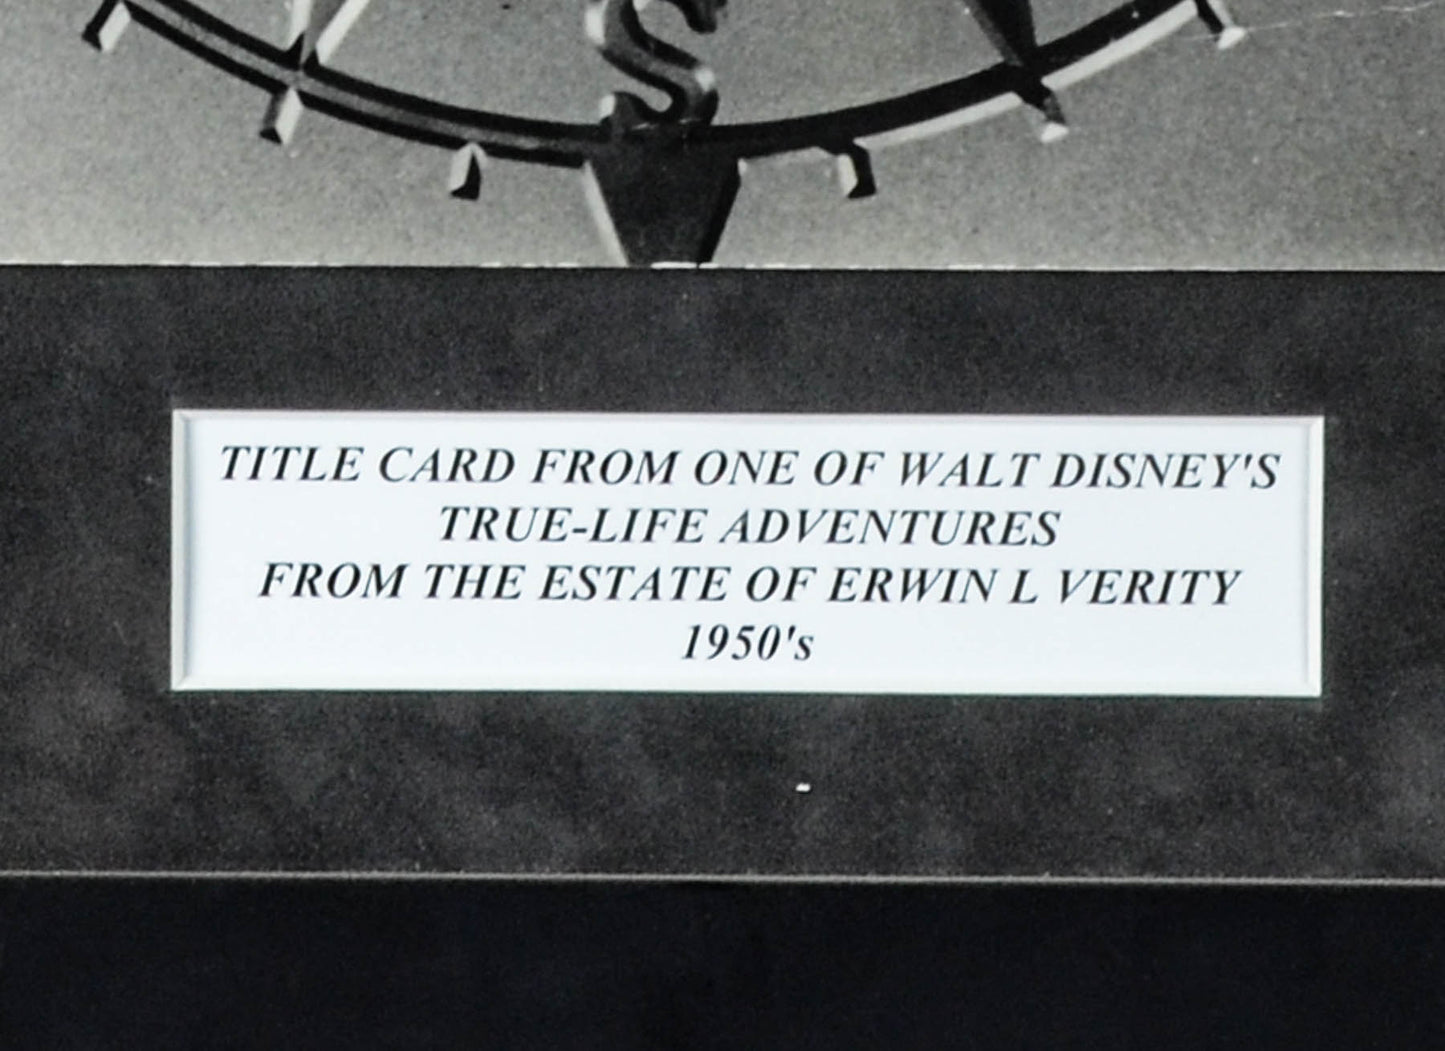 S
TITLE CARD FROM ONE OF WALT DISNEY'S
TRUE-LIFE ADVENTURES
FROM THE ESTATE OF ERWIN L VERITY
1950's